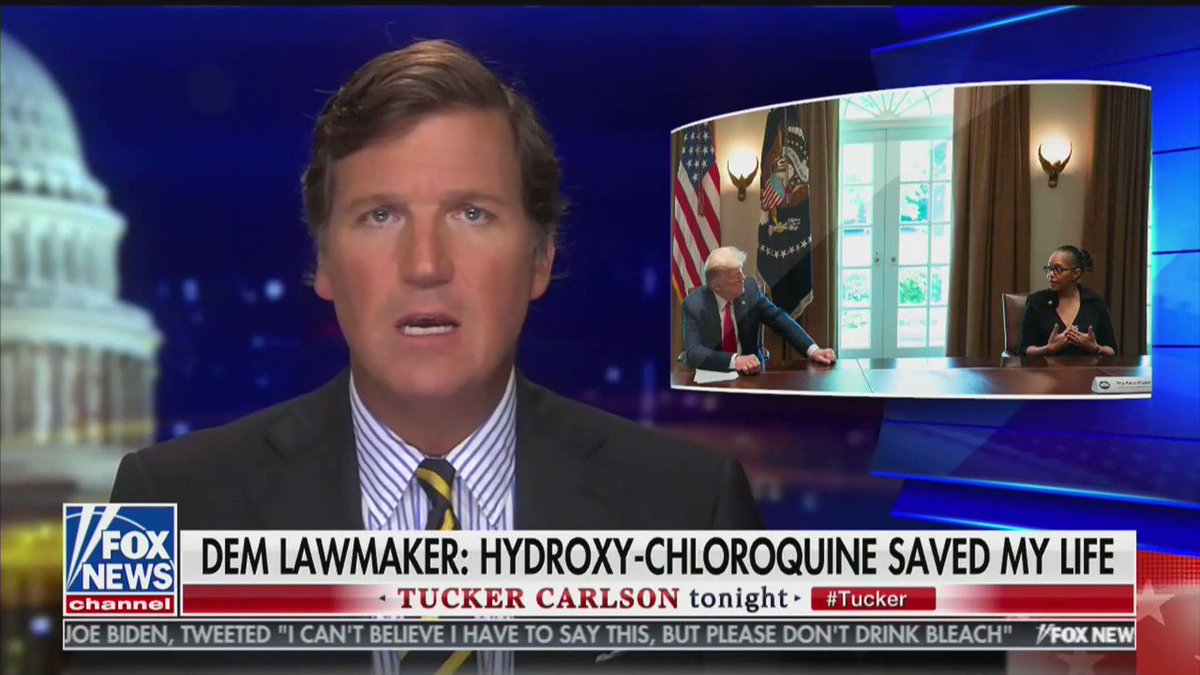 DEM LAWMAKER: HYDROXY-CHLOROQUINE SAVED MY LIFE
FOX
NEWS
channel
TUCKER CARLSON tonight
#Tucker
JOE BIDEN, TWEETED "I CAN'T BELIEVE I HAVE TO SAY THIS, BUT PLEASE DON'T DRINK BLEACH" FOX NEW